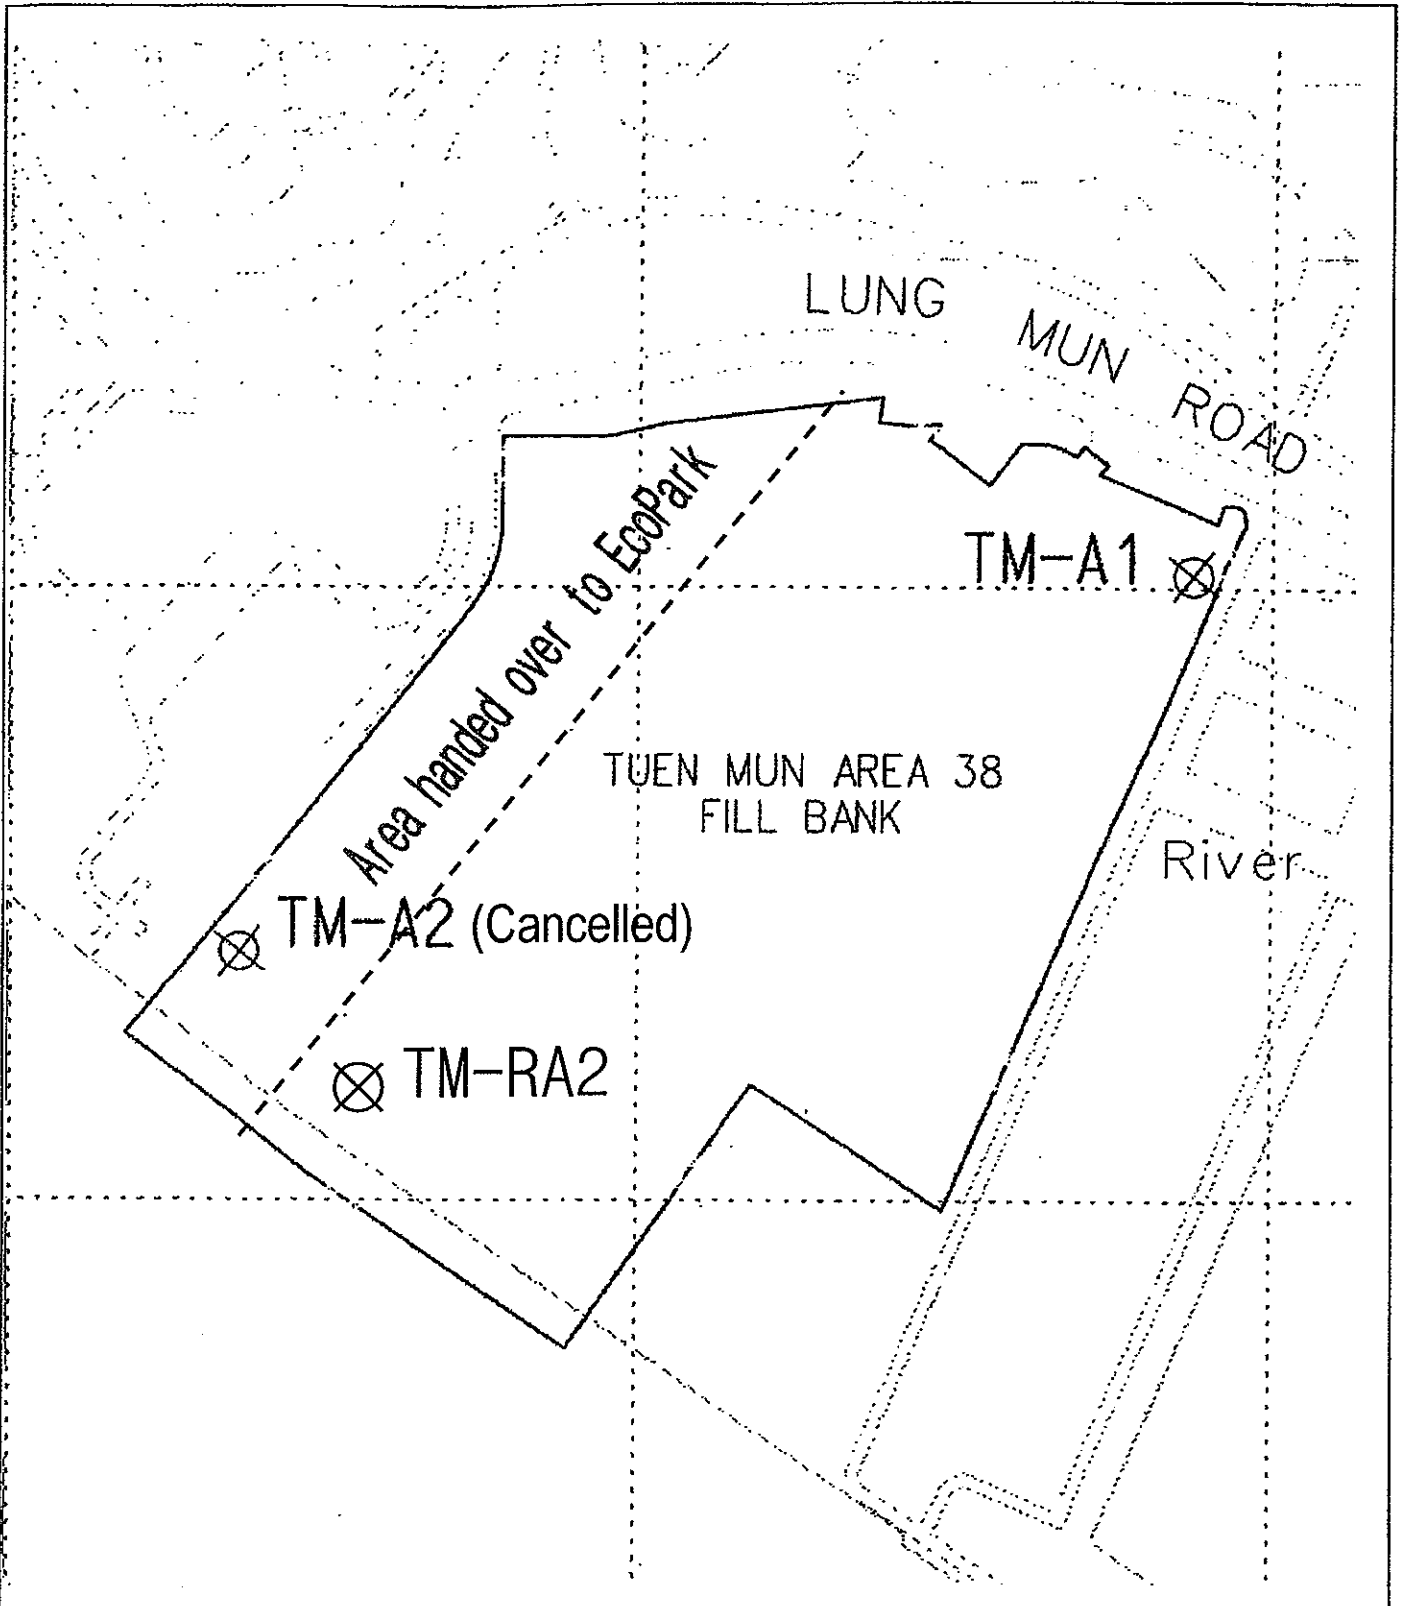 LUNG MUN ROAD
Area handed over to EcoPark
TM-A1
TUEN MUN AREA 38
FILL BANK
River
TM-A2 (Cancelled)
TM-RA2